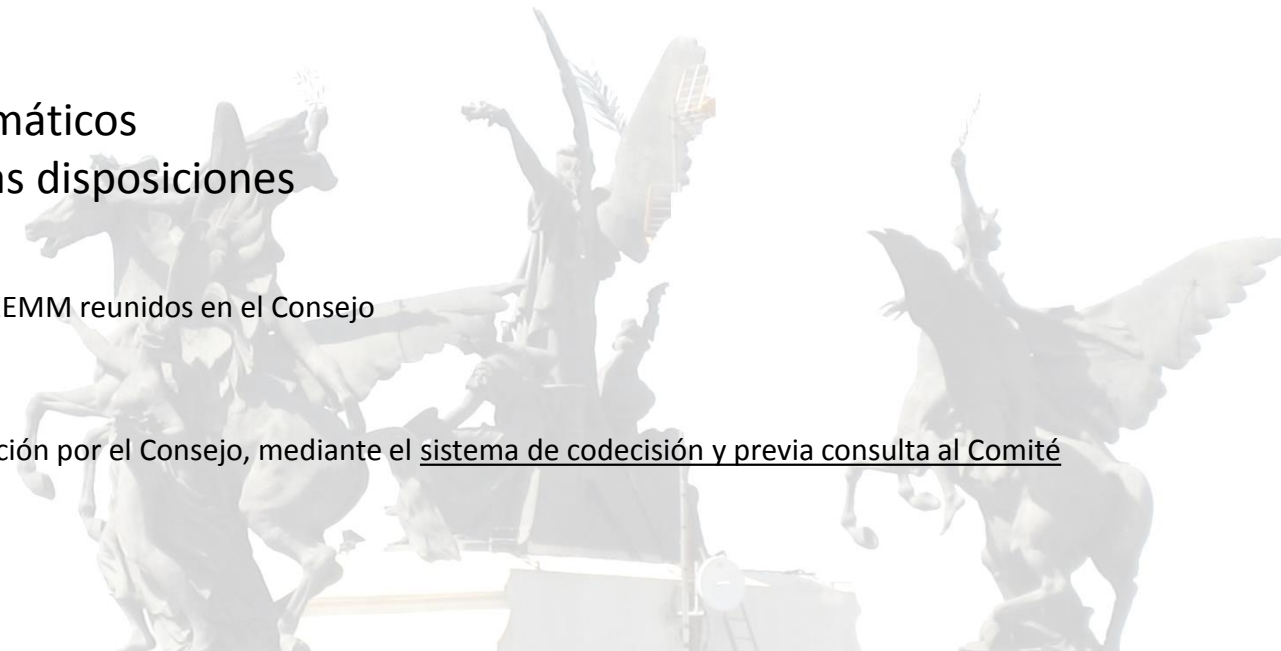 máticos
as disposiciones
EMM reunidos en el Consejo
ción por el Consejo, mediante el sistema de codecisión y previa consulta al Comité